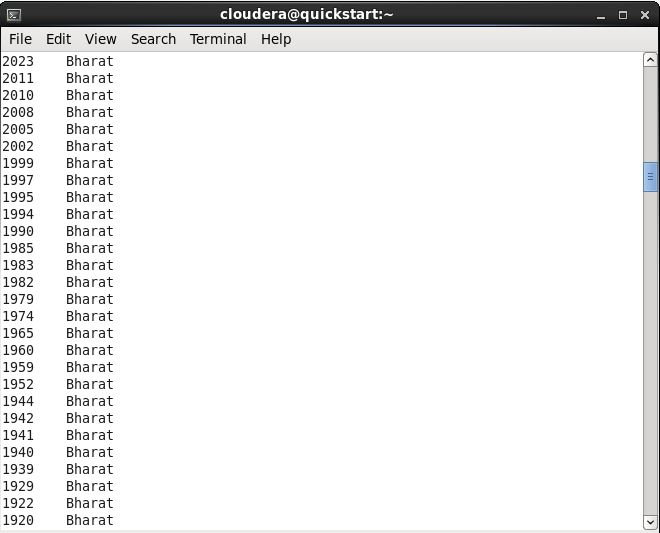 cloudera@quickstart:~
File Edit View Search Terminal Help
2023 Bharat
2011 Bharat
2010 Bharat
2008 Bharat
2005 Bharat
2002 Bharat
1999 Bharat
1997 Bharat
1995 Bharat
1994 Bharat
1990 Bharat
1985 Bharat
1983 Bharat
1982 Bharat
1979 Bharat
1974 Bharat
1965 Bharat
1960 Bharat
1959 Bharat
1952 Bharat
1944 Bharat
1942 Bharat
1941 Bharat
1940 Bharat
1939 Bharat
1929 Bharat
1922 Bharat
1920 Bharat